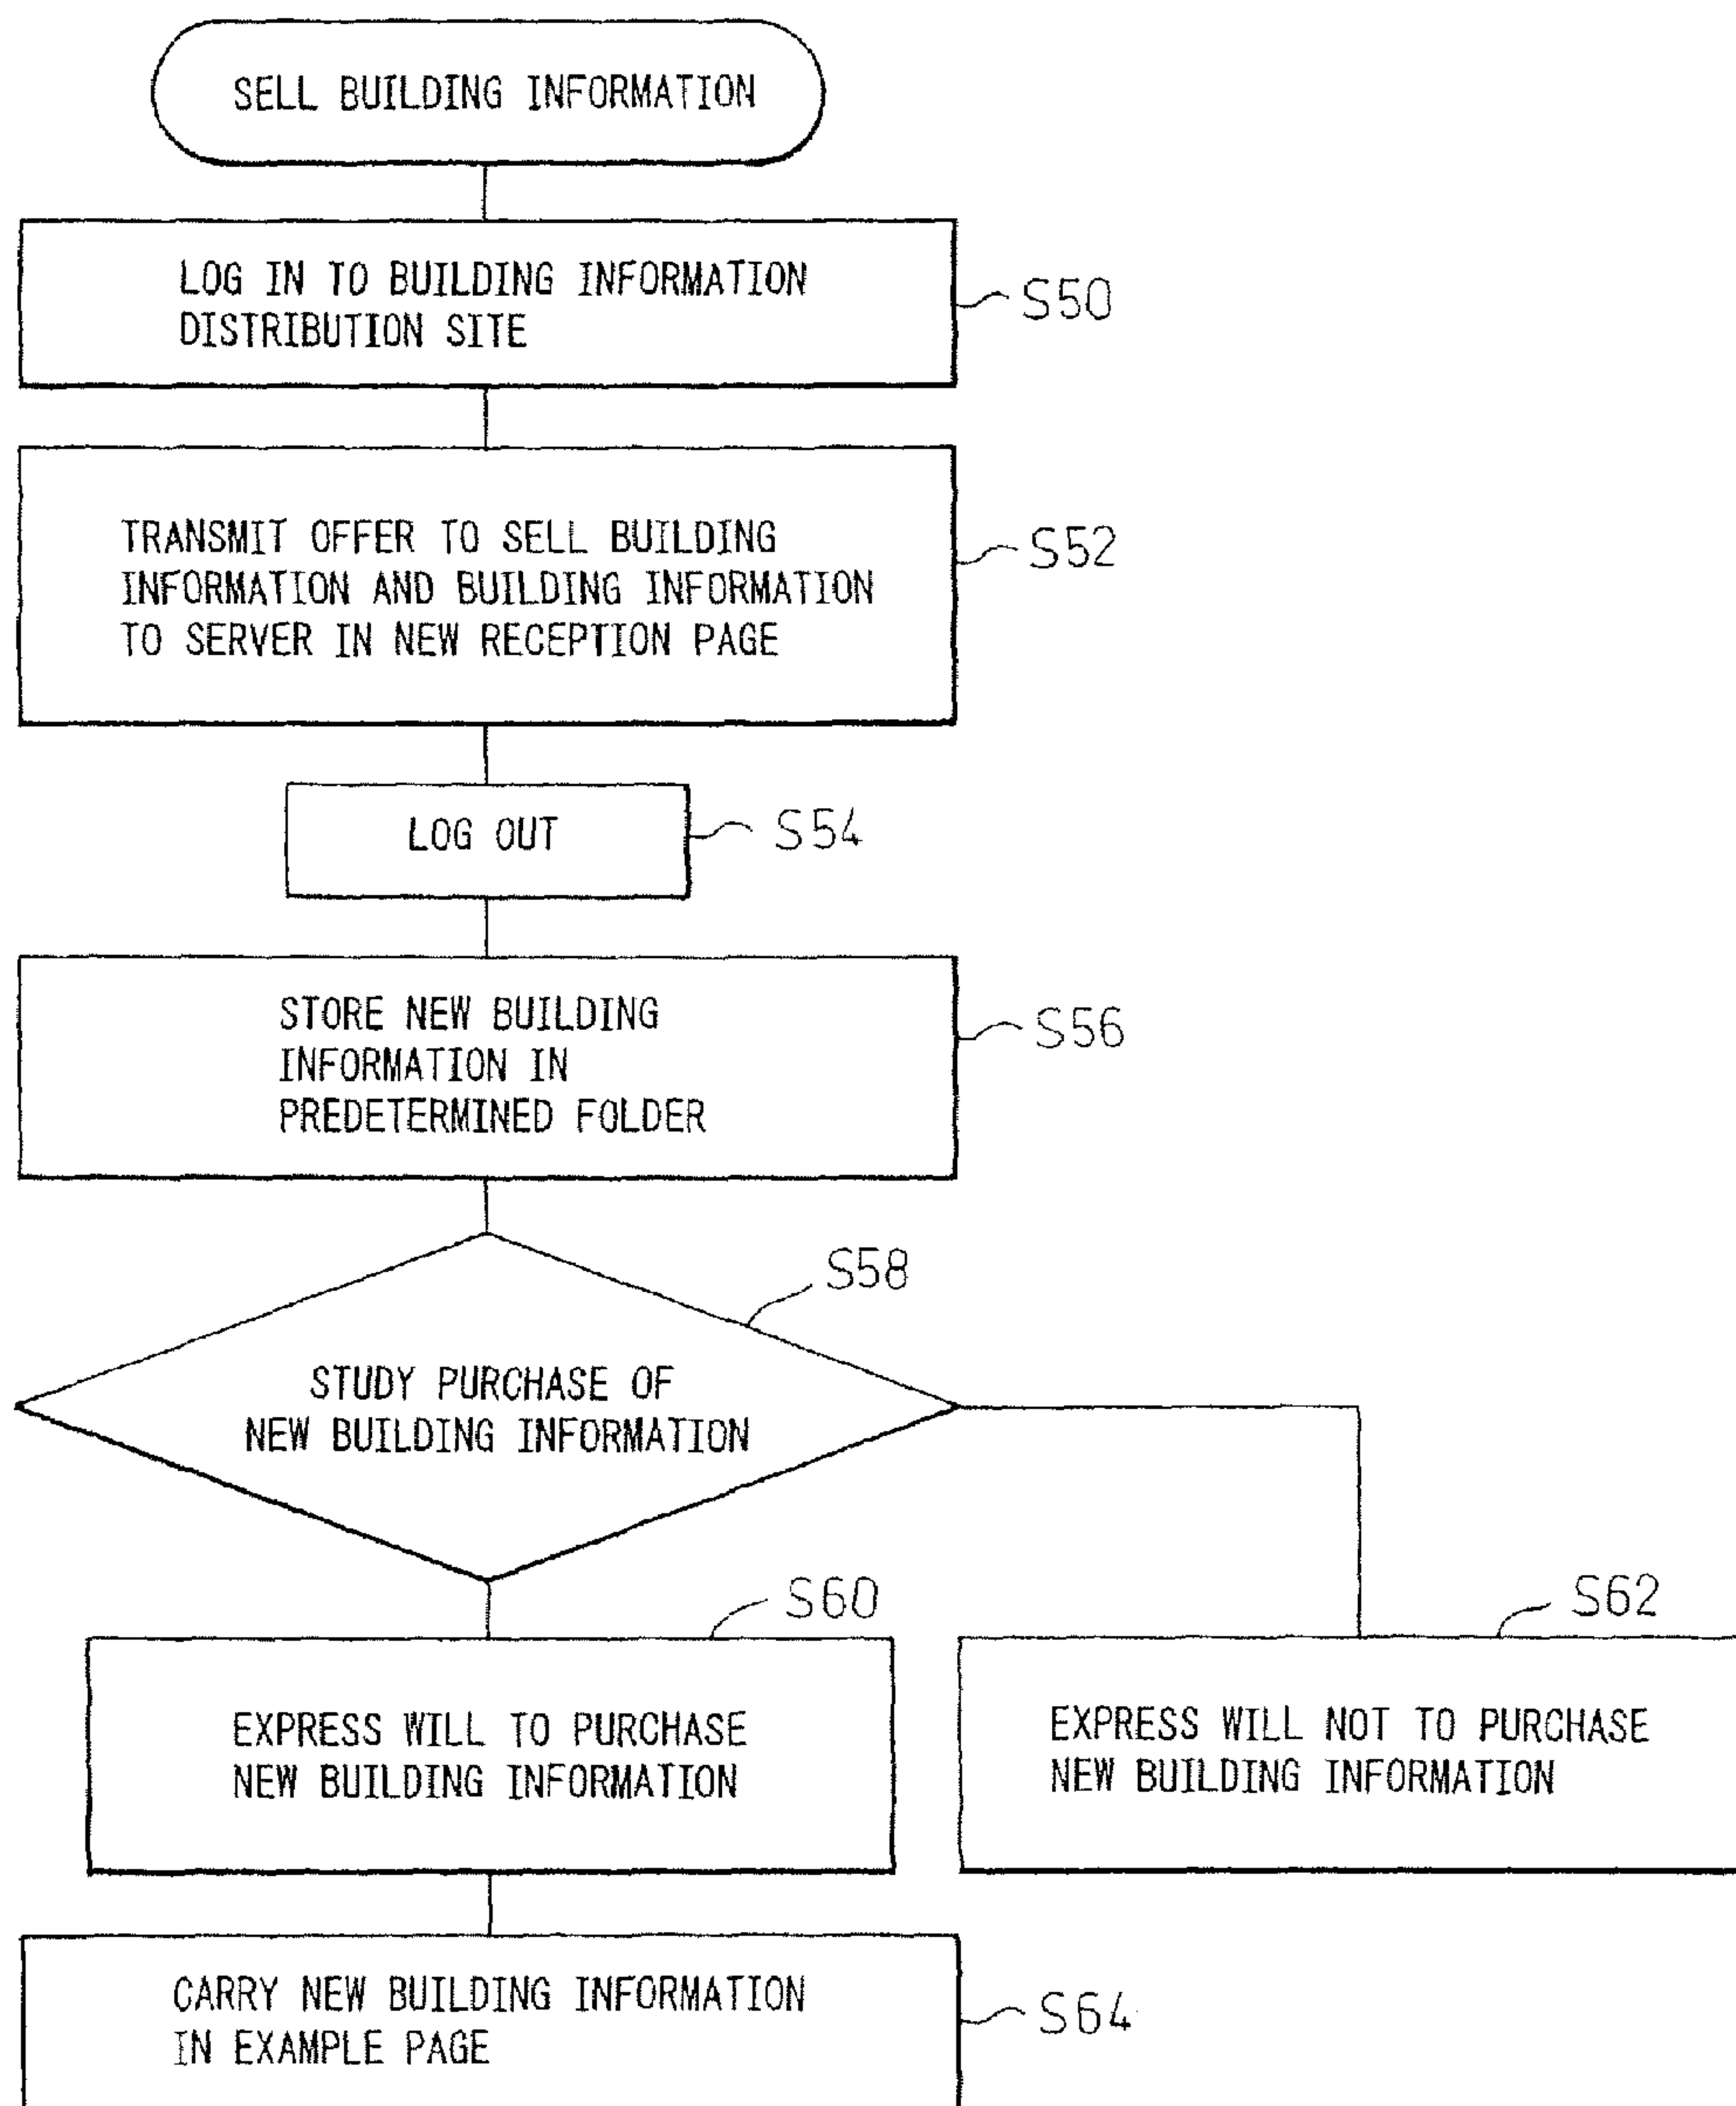 SELL BUILDING INFORMATION
LOG IN TO BUILDING INFORMATION
DISTRIBUTION SITE
S50
TRANSMIT OFFER TO SELL BUILDING
INFORMATION AND BUILDING INFORMATION
TO SERVER IN NEW RECEPTION PAGE
S52
LOG OUT
S54
STORE NEW BUILDING
INFORMATION IN
PREDETERMINED FOLDER
S56
S58
STUDY PURCHASE OF
NEW BUILDING INFORMATION
S60
EXPRESS WILL TO PURCHASE
NEW BUILDING INFORMATION
S62
EXPRESS WILL NOT TO PURCHASE
NEW BUILDING INFORMATION
CARRY NEW BUILDING INFORMATION
IN EXAMPLE PAGE
S64